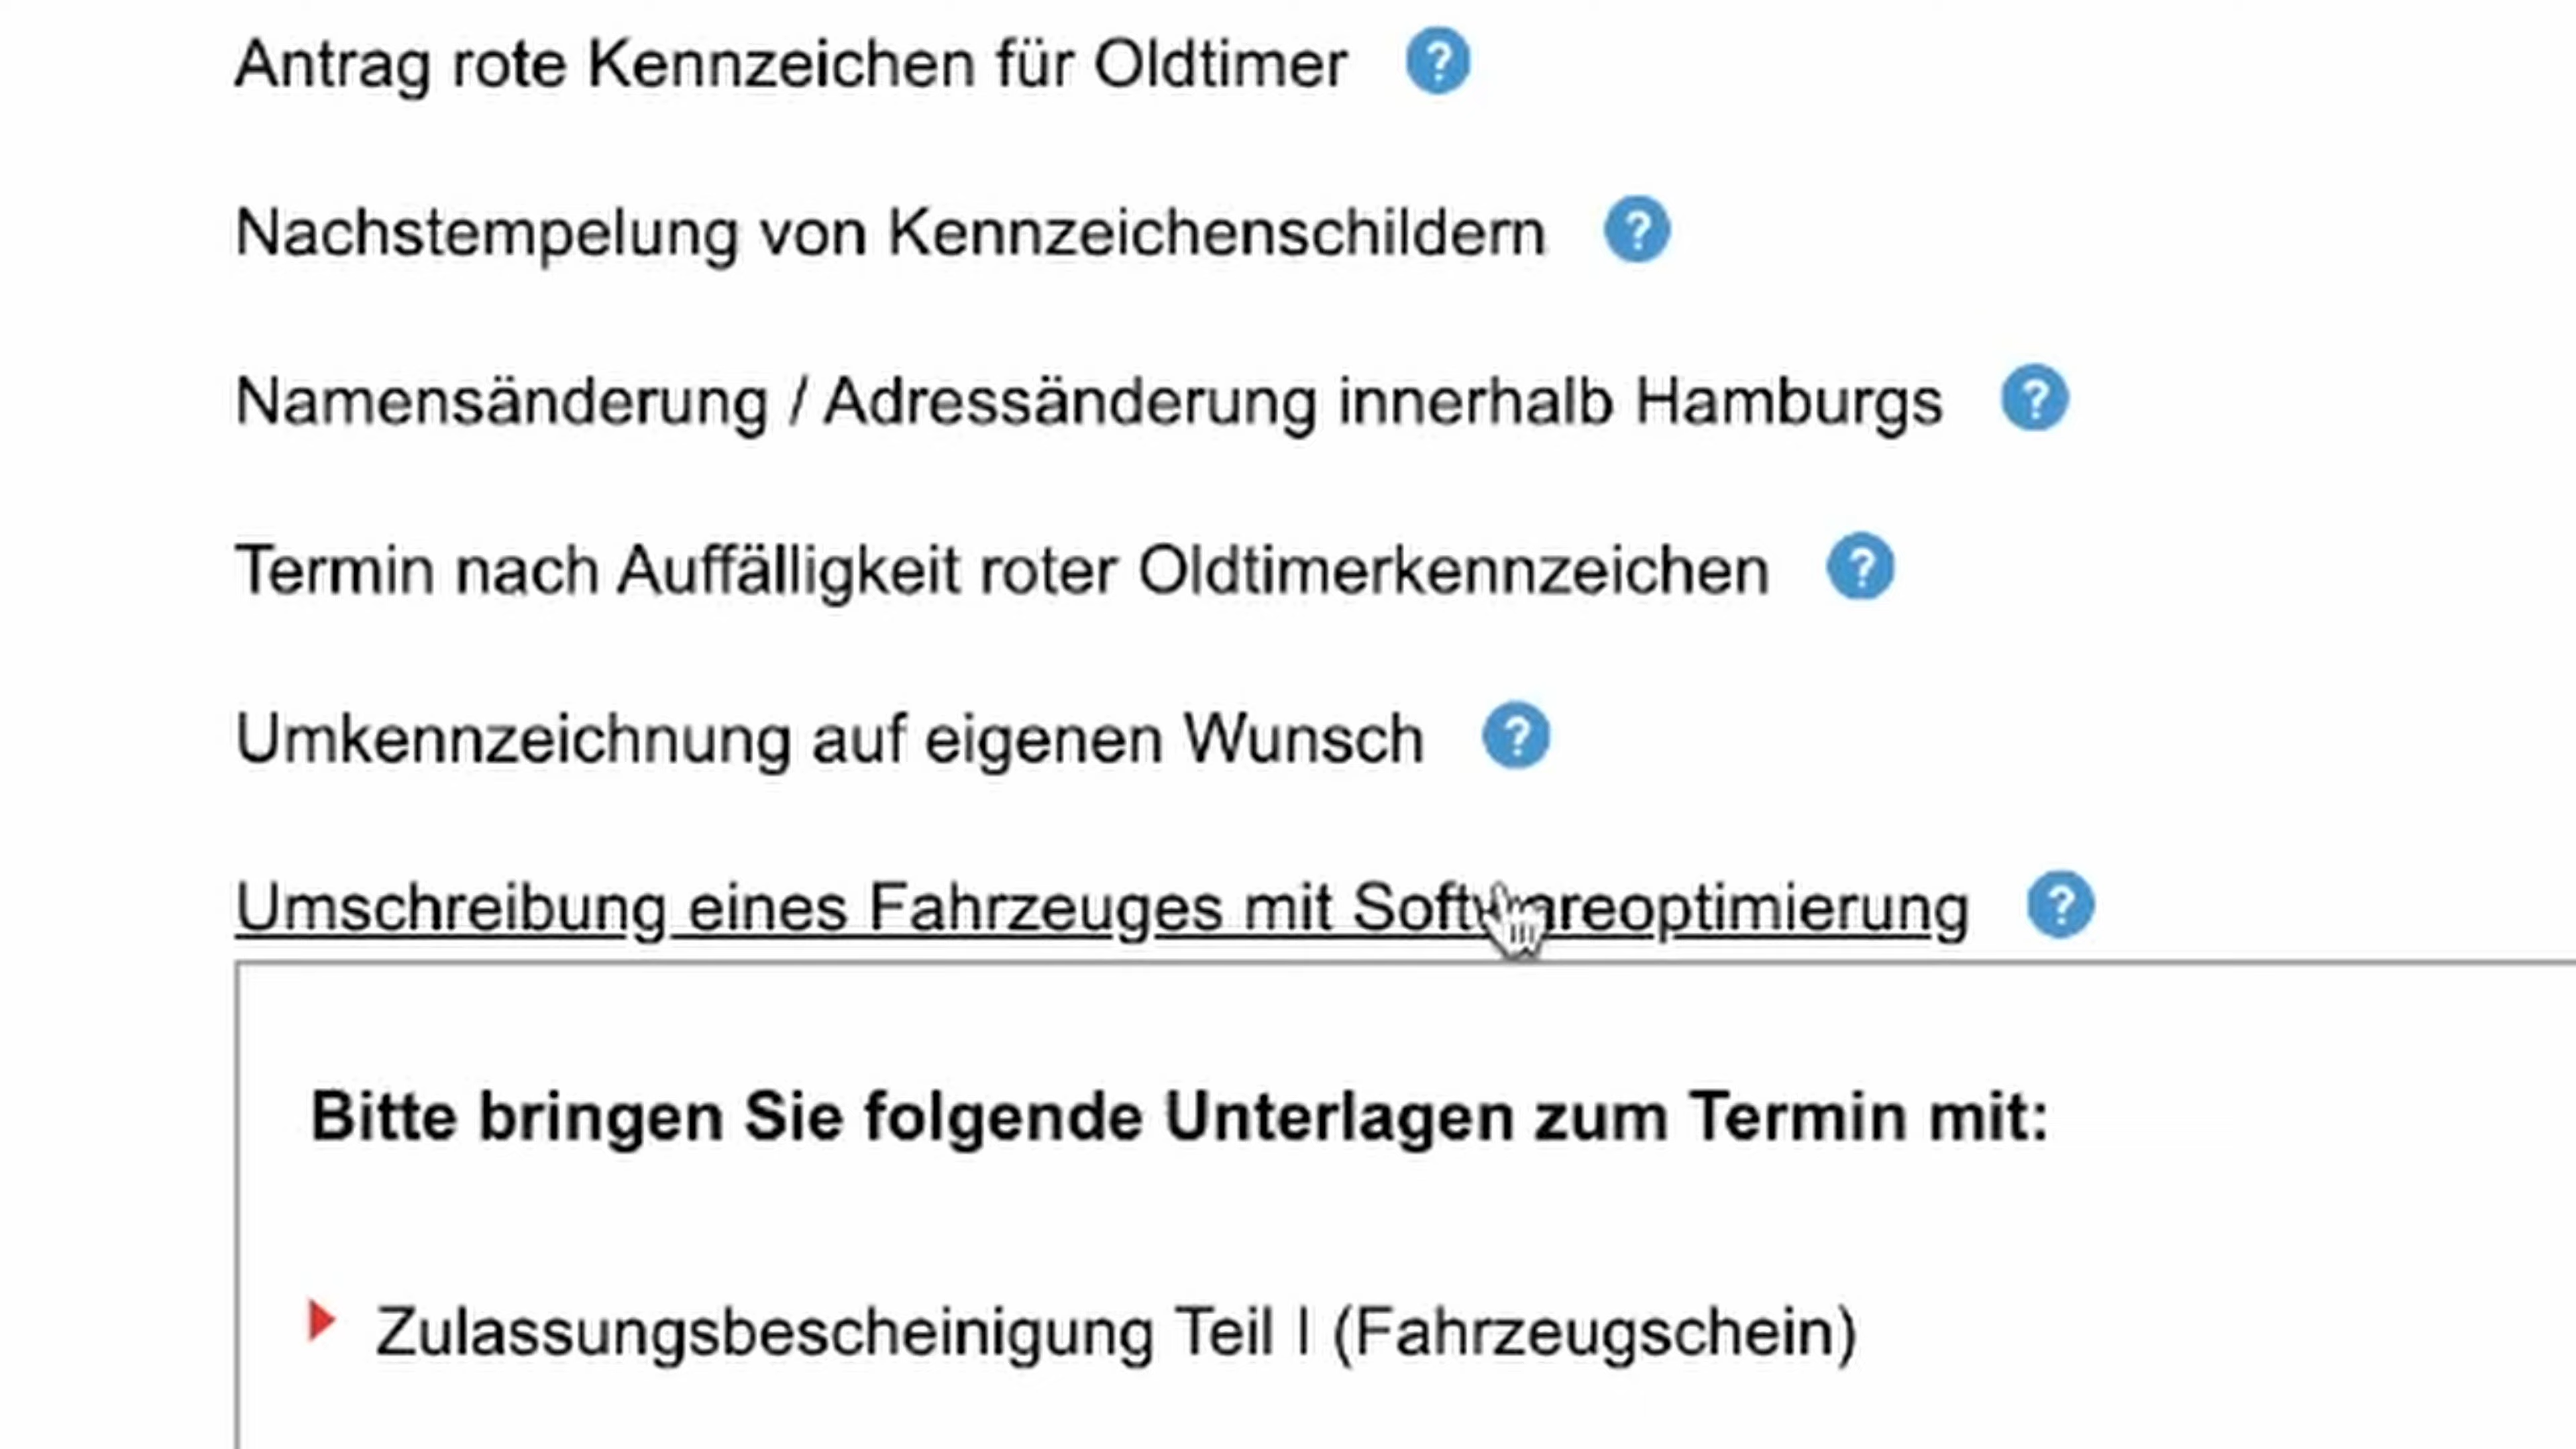 Antrag rote Kennzeichen für Oldtimer ?
Nachstempelung von Kennzeichenschildern ?
Namensänderung / Adressänderung innerhalb Hamburgs ?
Termin nach Auffälligkeit roter Oldtimerkennzeichen ?
Umkennzeichnung auf eigenen Wunsch ?
Umschreibung eines Fahrzeuges mit Softwareoptimierung ?
Bitte bringen Sie folgende Unterlagen zum Termin mit:
Zulassungsbescheinigung Teil I (Fahrzeugschein)